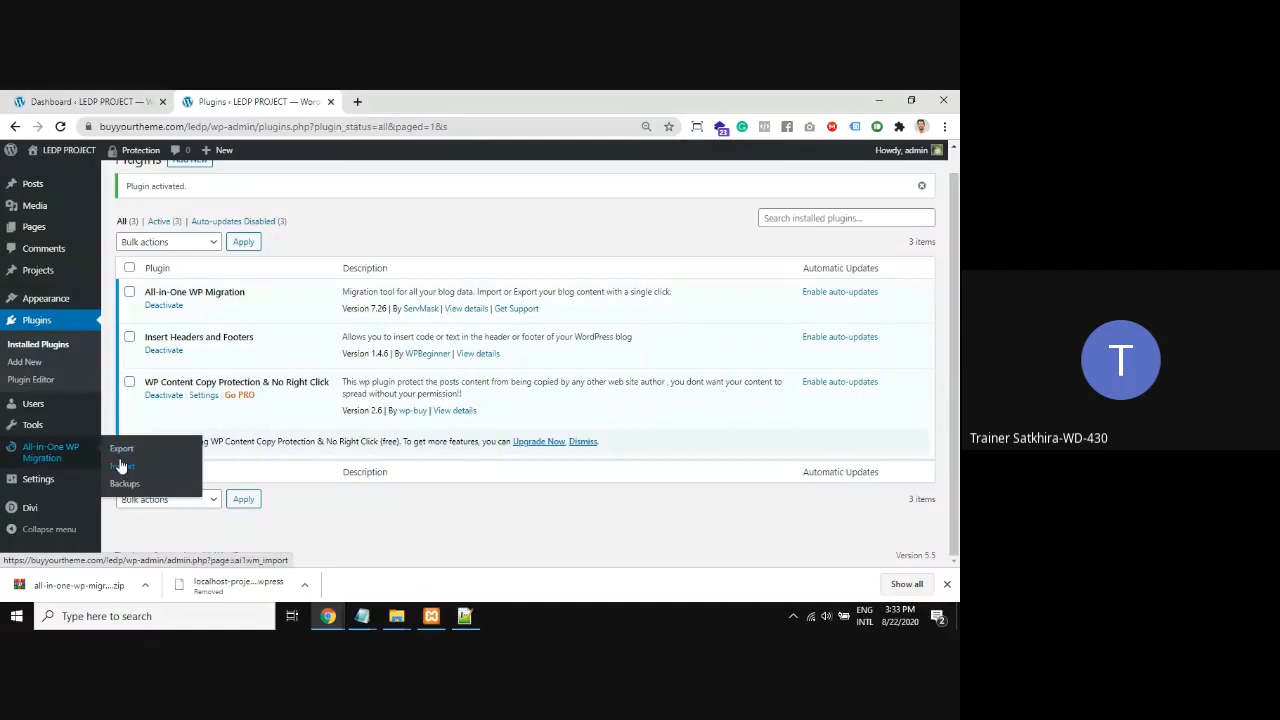 Dashboard ‹ LEDP PROJECT — W
Plugins ‹ LEDP PROJECT — Wor
buyyourtheme.com/ledp/wp-admin/plugins.php?plugin_status=all&paged=1&s
23
LEDP PROJECT
Protection
0
New
Howdy, admin
Posts
Media
Pages
Comments
Projects
Appearance
Plugins
Installed Plugins
Add New
Plugin Editor
Users
Tools
All-in-One WP
Migration
Settings
Divi
Collapse menu
Export
Backups
Plugins
Add New
Plugin activated.
All (3) | Active (3) | Auto-updates Disabled (3)
Search installed plugins...
Bulk actions
Apply
3 items
Plugin
Description
Automatic Updates
All-in-One WP Migration
Deactivate
Migration tool for all your blog data. Import or Export your blog content with a single click.
Version 7.26 | By ServMask | View details | Get Support
Enable auto-updates
Insert Headers and Footers
Deactivate
Allows you to insert code or text in the header or footer of your WordPress blog
Version 1.4.6 | By WPBeginner | View details
Enable auto-updates
WP Content Copy Protection & No Right Click
Deactivate | Settings | Go PRO
This wp plugin protect the posts content from being copied by any other web site author , you dont want your content to
spread without your permission!!
Version 2.6 | By wp-buy | View details
Enable auto-updates
WP Content Copy Protection & No Right Click (free). To get more features, you can Upgrade Now, Dismiss.
Description
Automatic Updates
Bulk actions
Apply
3 items
Version 5.5
https://buyyourtheme.com/ledp/wp-admin/admin.php?page=ai1wm_import
all-in-one-wp-migr....zip
localhost-proje....wpress
Removed
Show all
Type here to search
ENG
INTL
3:33 PM
8/22/2020
2
T
Trainer Satkhira-WD-430